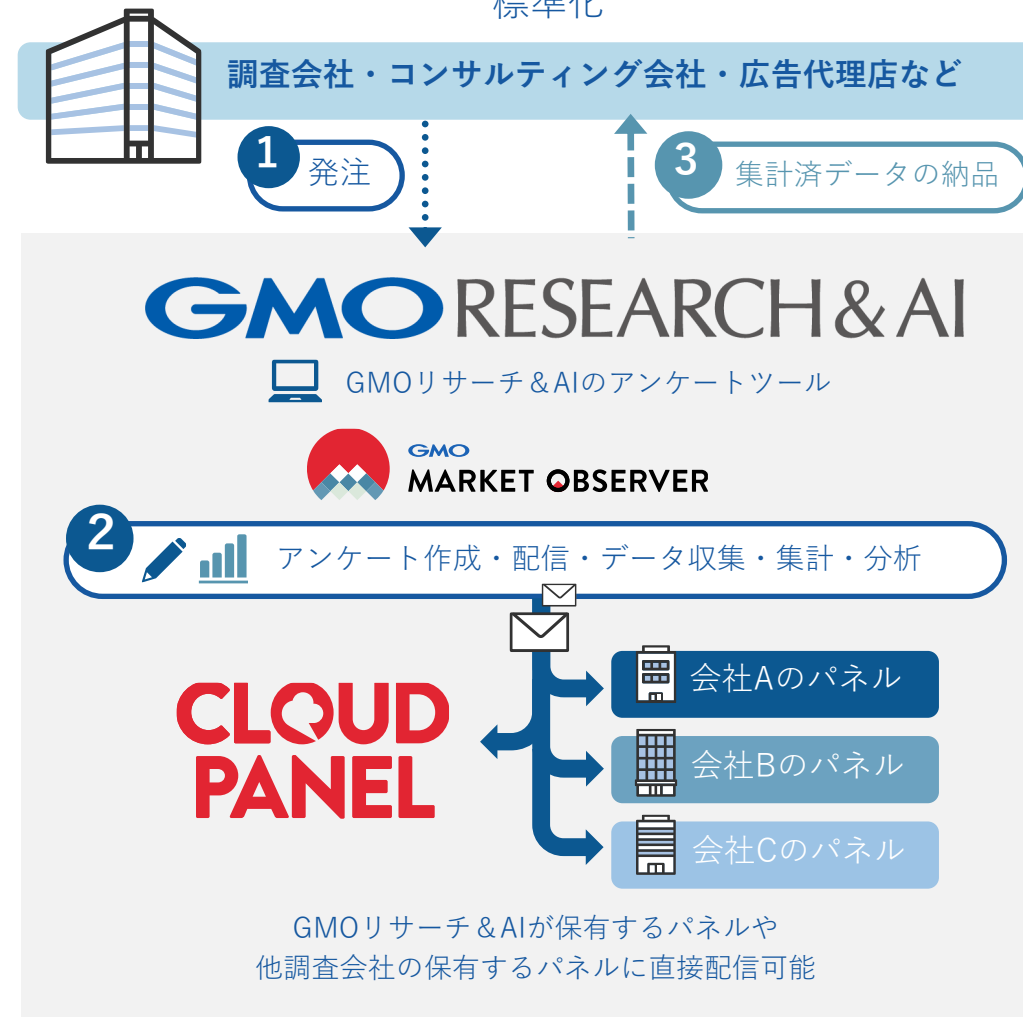 標準化
調査会社・コンサルティング会社・広告代理店など
1 発注
3 集計済データの納品
GMO RESEARCH & AI
GMOリサーチ＆AIのアンケートツール
GMO
MARKET OBSERVER
2 アンケート作成・配信・データ収集・集計・分析
CLOUD
PANEL
会社Aのパネル
会社Bのパネル
会社Cのパネル
GMOリサーチ＆AIが保有するパネルや
他調査会社の保有するパネルに直接配信可能